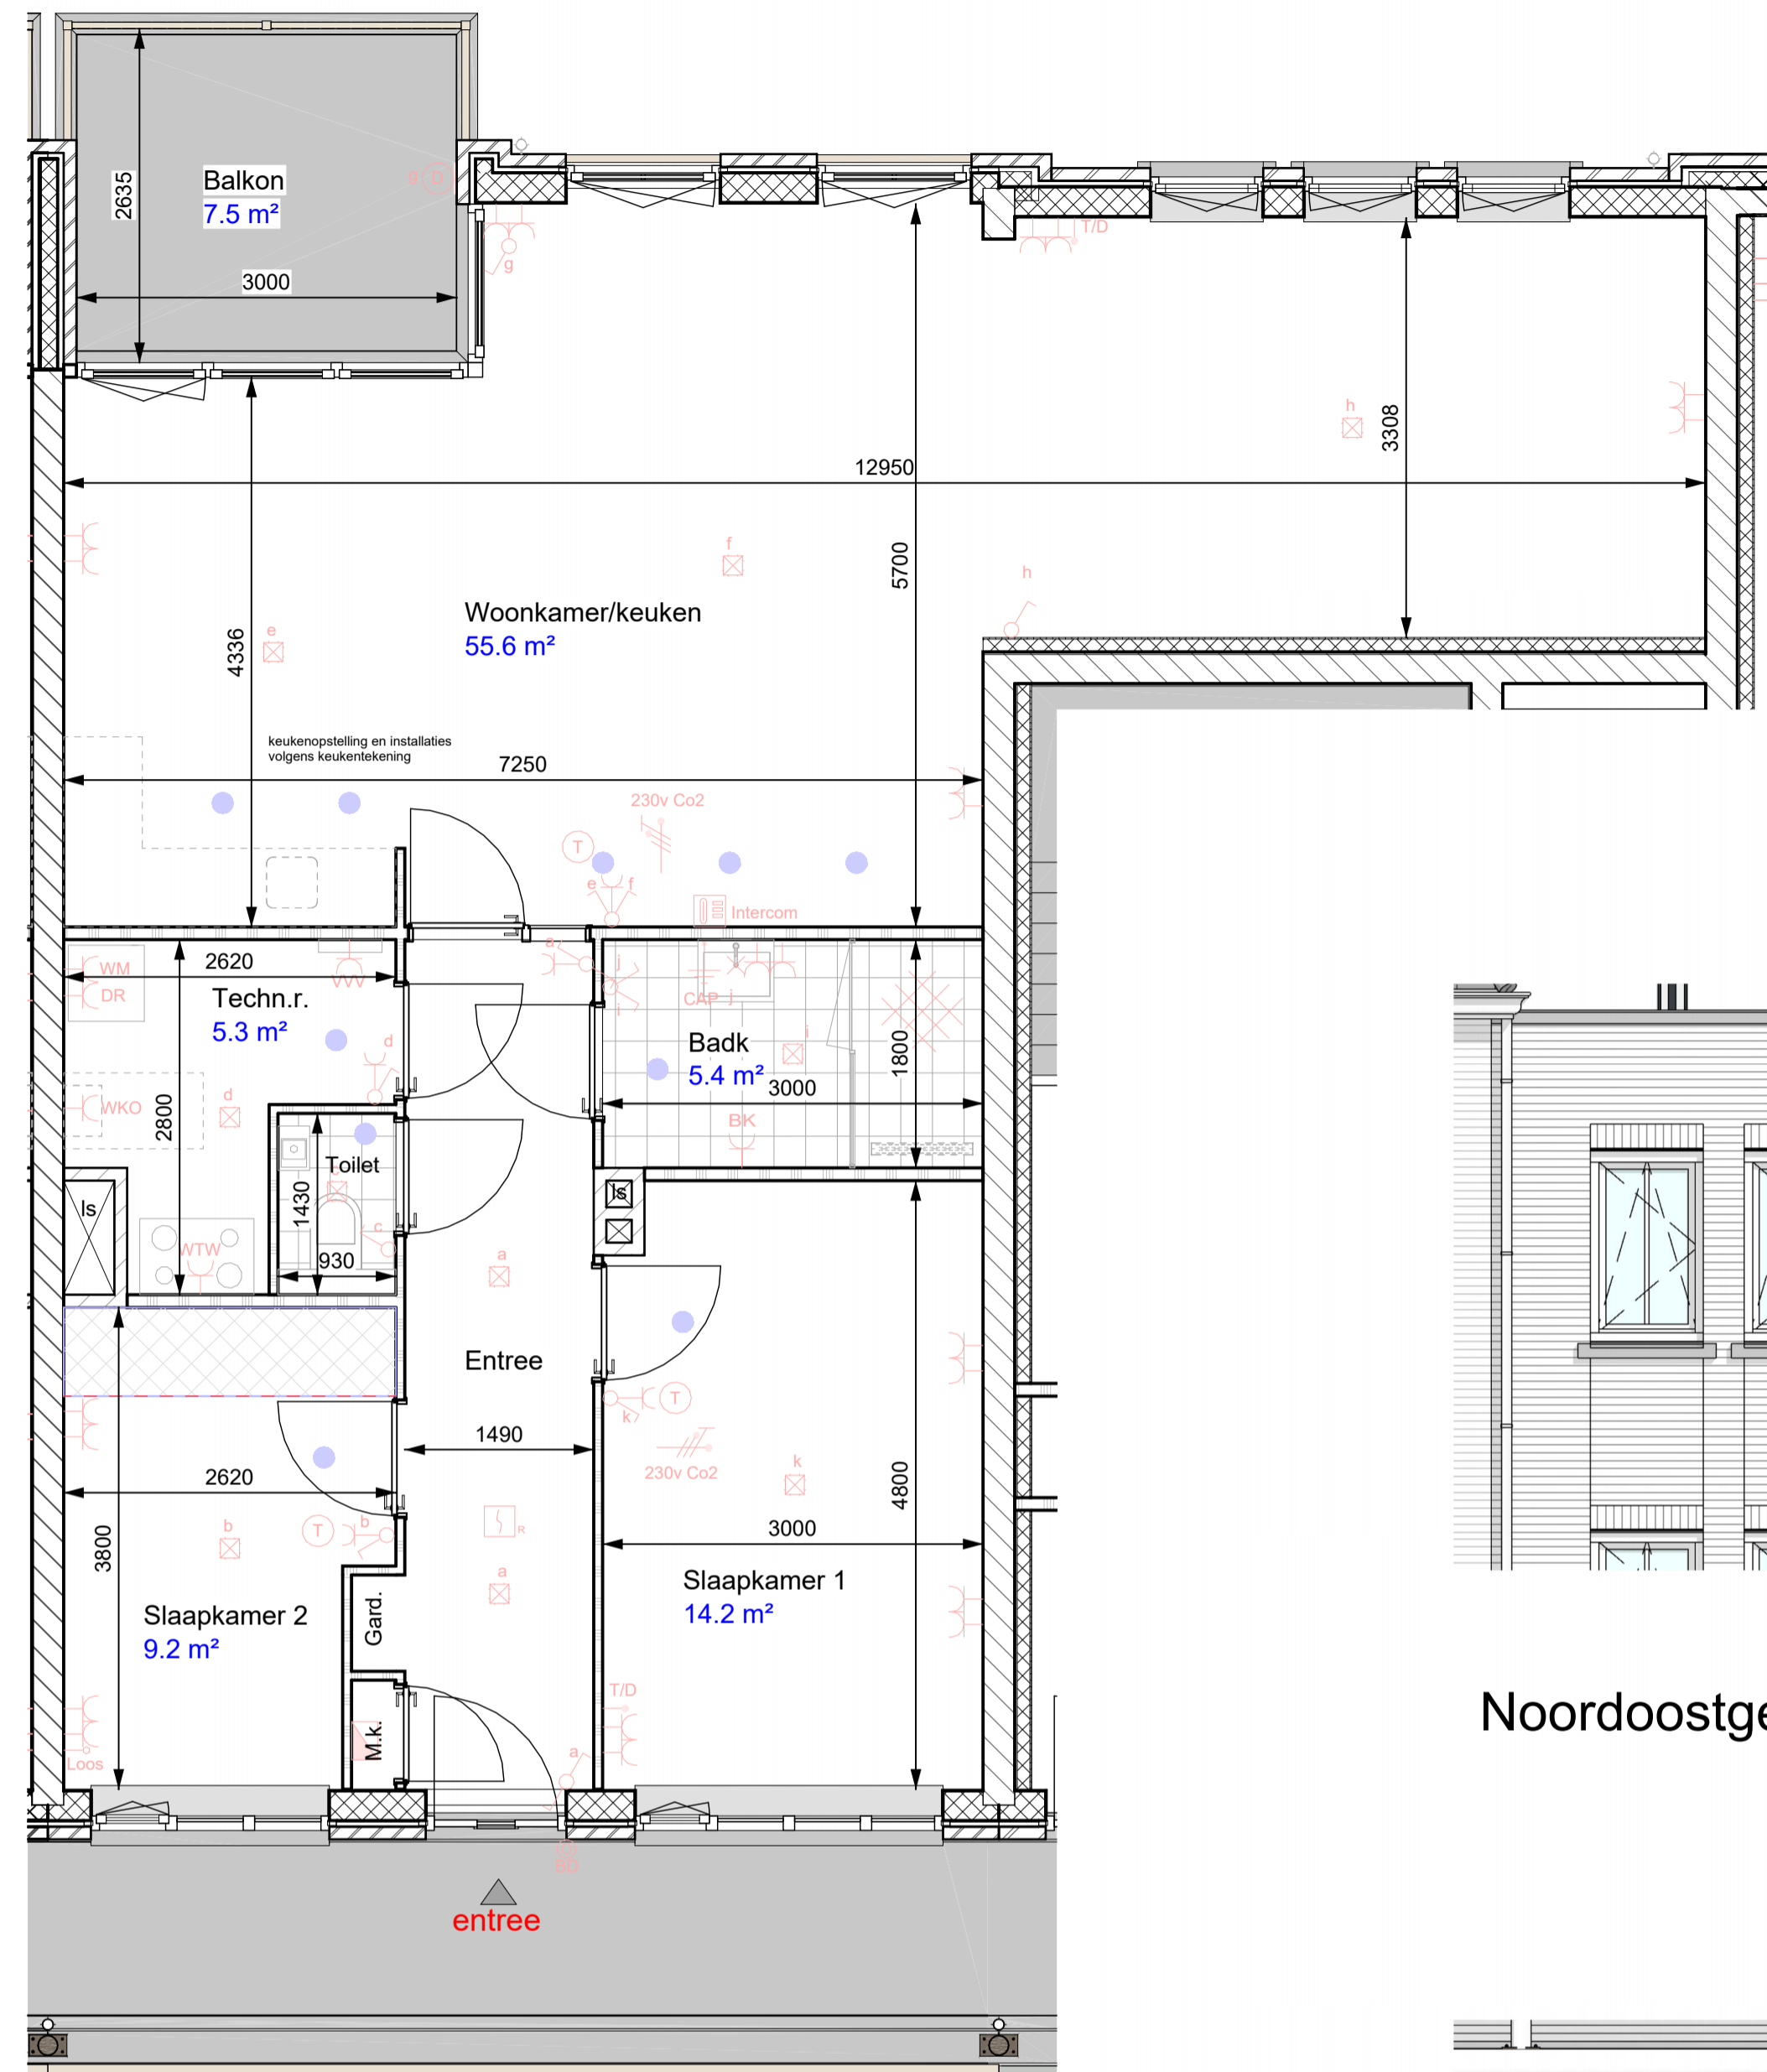 Balkon
7.5 m²
2635
3000
g
T/D
h
3308
12950
f
5700
h
Woonkamer/keuken
55.6 m²
e
4336
keukenopstelling en installaties
volgens keukentekening
7250
230v Co2
T
e
f
Intercom
a
j
i
WM
DR
2620
VVV
Techn.r.
5.3 m²
d
CAP
j
i
Badk
5.4 m²
3000
1800
BK
WKO
d
2800
Toilet
1430
c
930
ls
WTW
ls
a
Entree
1490
T
k
230v Co2
k
4800
3000
2620
3800
b
T
b
R
a
Slaapkamer 1
14.2 m²
Slaapkamer 2
9.2 m²
Gard.
M.k.
T/D
Loos
a
BD
entree
Noordoostge